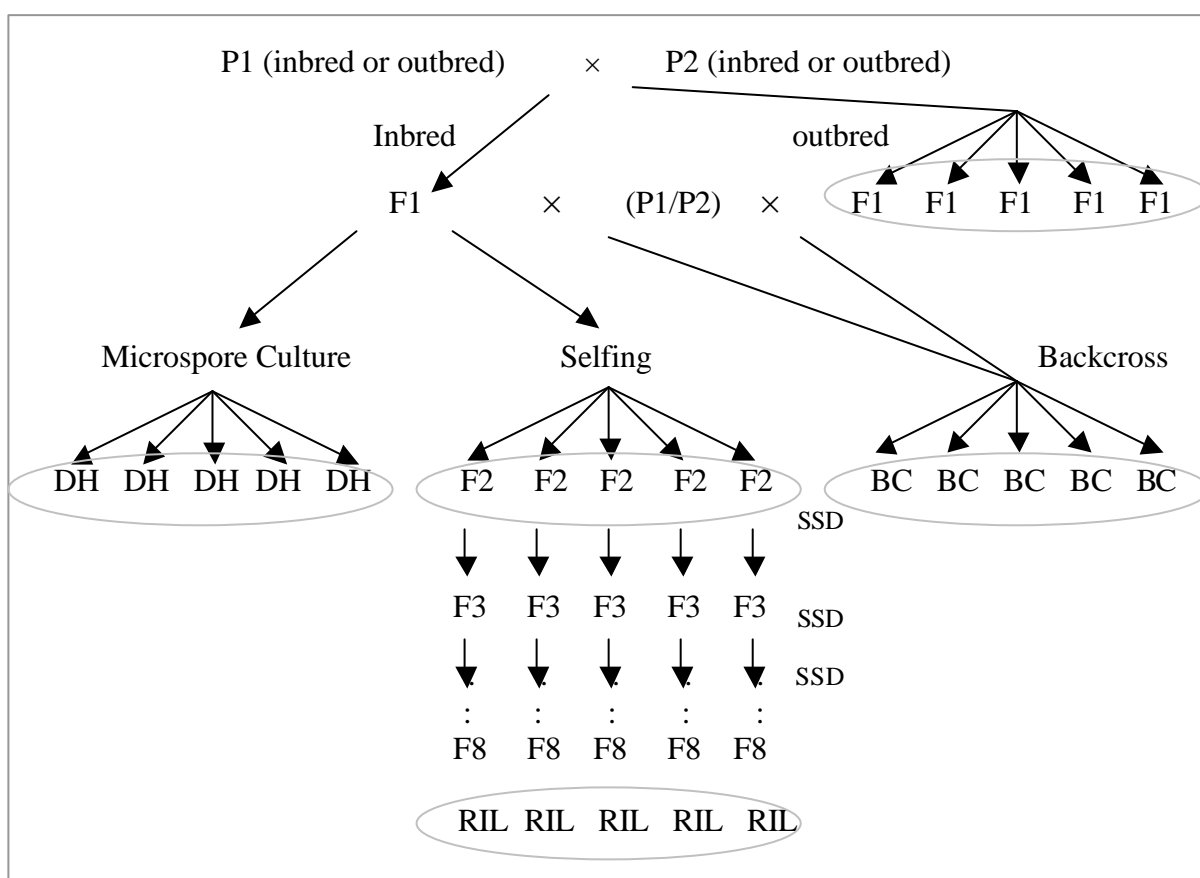 P1 (inbred or outbred) × P2 (inbred or outbred)
Inbred outbred
F1 × (P1/P2) × F1 F1 F1 F1 F1
Microspore Culture Selfing Backcross
DH DH DH DH DH F2 F2 F2 F2 F2 BC BC BC BC BC
SSD
F3 F3 F3 F3 F3 SSD
: : : : : SSD
: : : : :
F8 F8 F8 F8 F8
RIL RIL RIL RIL RIL